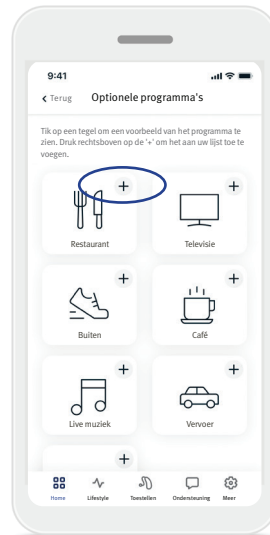 9:41
Terug Optionele programma's
Tik op een tegel om een voorbeeld van het programma te
zien. Druk rechtsboven op de '+' om het aan uw lijst toe te
voegen.
+ +
Restaurant Televisie
+ +
Buiten Café
+ +
Live muziek Vervoer
+
Home Lifestyle Toestellen Ondersteuning Meer